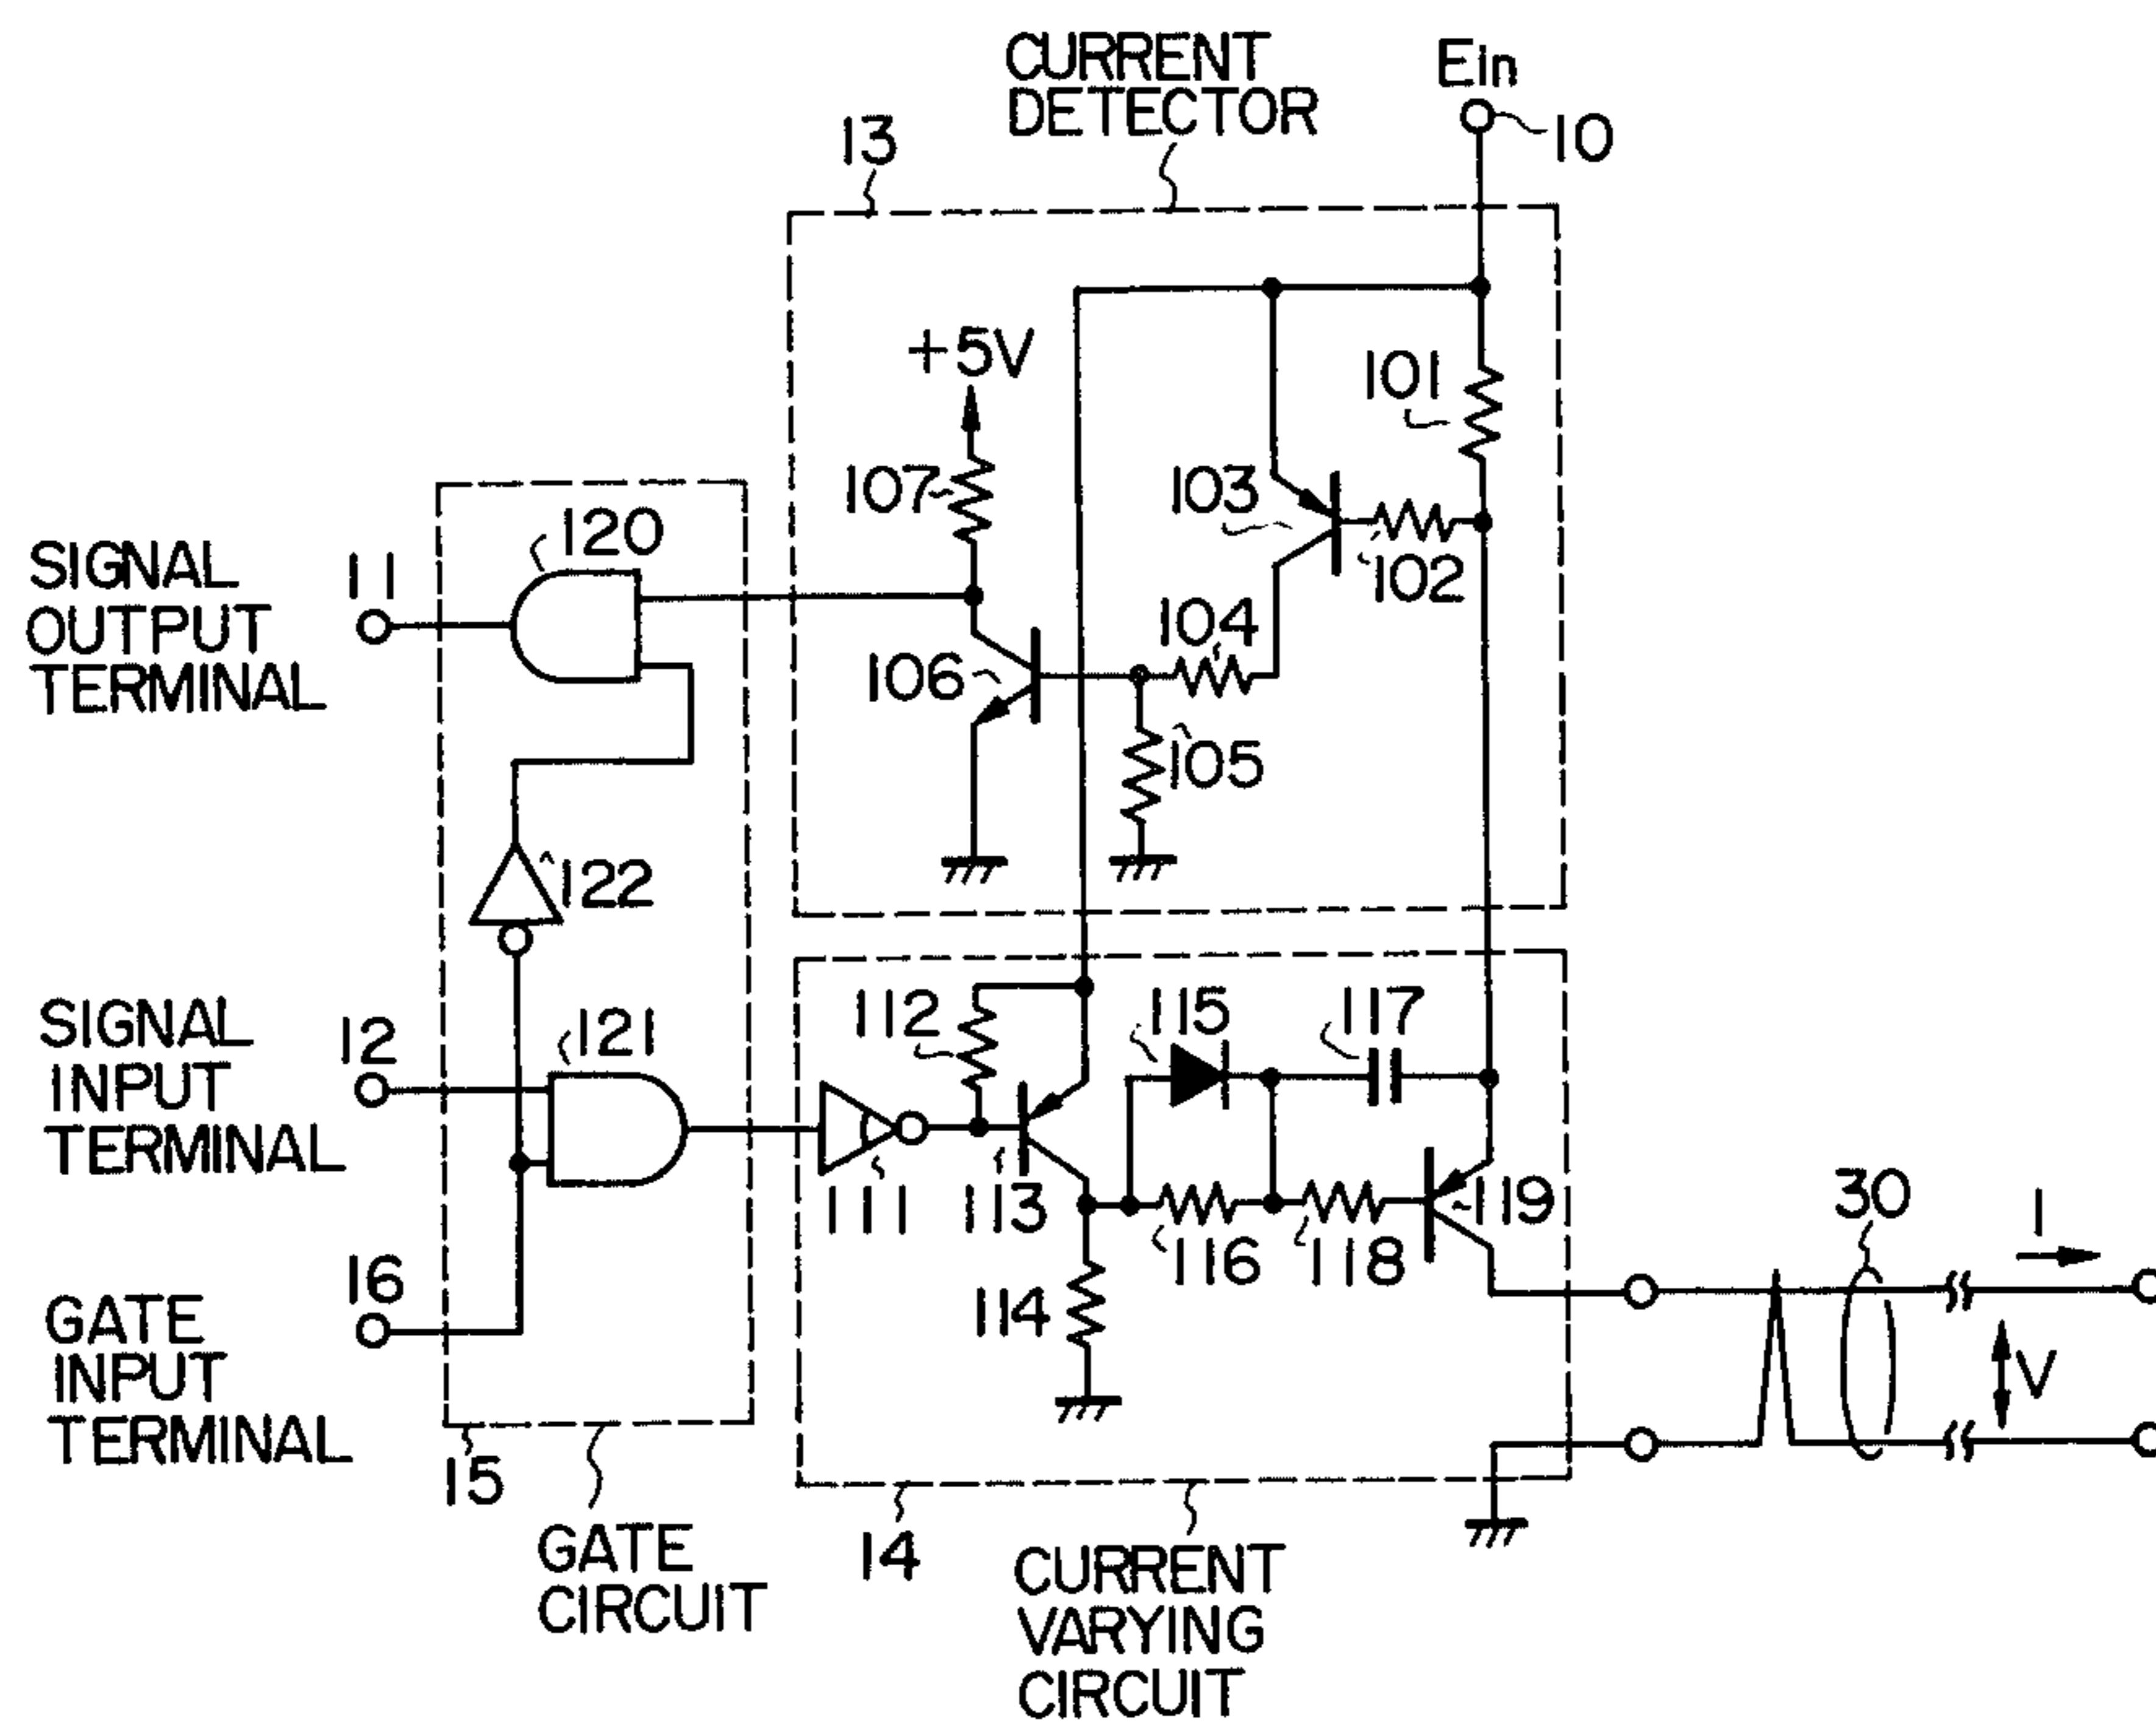 CURRENT
DETECTOR
Ein
10
13
+5V
101
107
103
102
120
SIGNAL
OUTPUT
TERMINAL
11
104
106
105
122
SIGNAL
INPUT
TERMINAL
12
121
112
115
117
111
113
116
118
119
30
I
16
GATE
INPUT
TERMINAL
114
V
15
14
GATE
CIRCUIT
CURRENT
VARYING
CIRCUIT